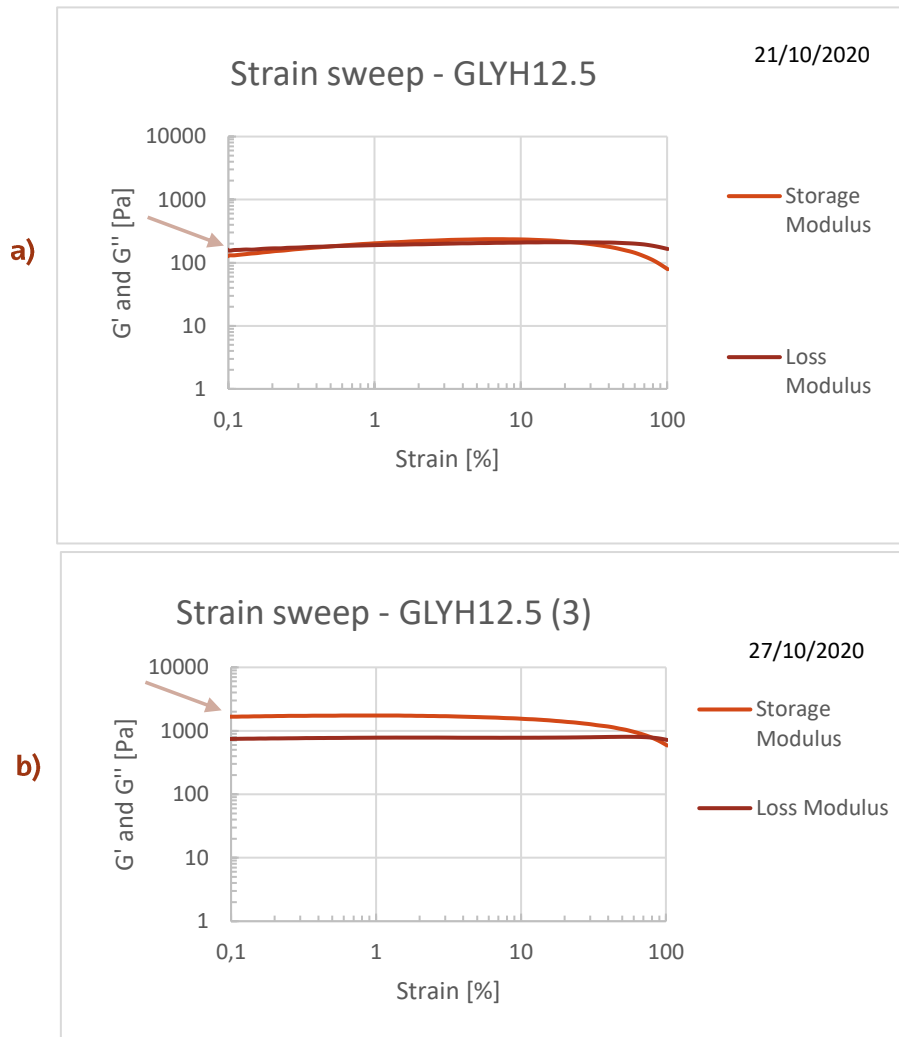 21/10/2020
Strain sweep - GLYH12.5
a)
G' and G'' [Pa]
10000
1000
100
10
1
0,1 1 10 100
Strain [%]
Storage
Modulus
Loss
Modulus
Strain sweep - GLYH12.5 (3)
27/10/2020
b)
G' and G'' [Pa]
10000
1000
100
10
1
0,1 1 10 100
Strain [%]
Storage
Modulus
Loss Modulus